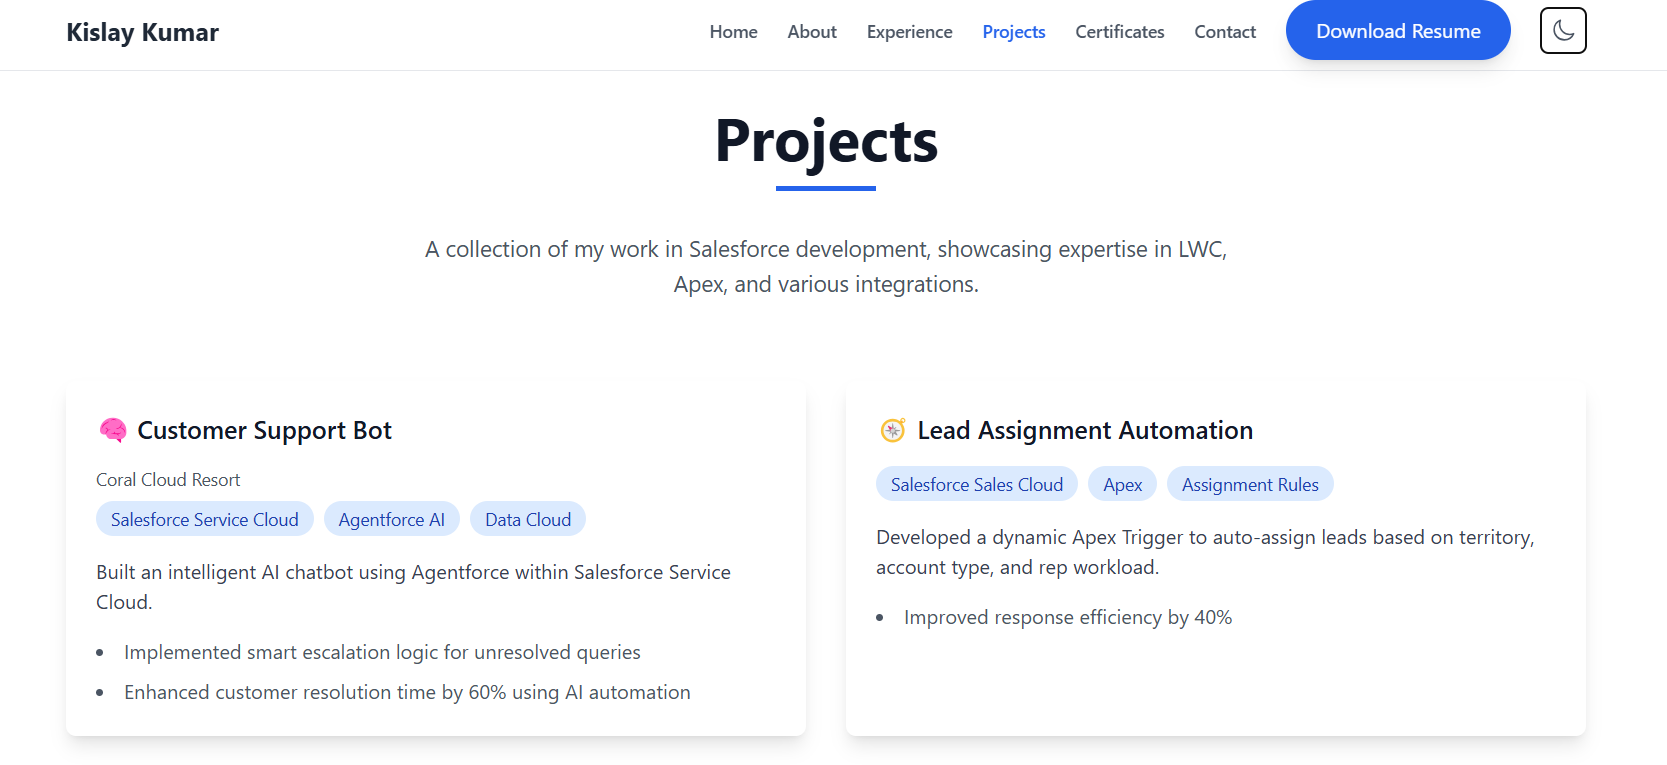 Kislay Kumar
Home About Experience Projects Certificates Contact Download Resume
Projects
A collection of my work in Salesforce development, showcasing expertise in LWC,
Apex, and various integrations.
Customer Support Bot
Coral Cloud Resort
Salesforce Service Cloud Agentforce AI Data Cloud
Built an intelligent AI chatbot using Agentforce within Salesforce Service
Cloud.
• Implemented smart escalation logic for unresolved queries
• Enhanced customer resolution time by 60% using AI automation
Lead Assignment Automation
Salesforce Sales Cloud Apex Assignment Rules
Developed a dynamic Apex Trigger to auto-assign leads based on territory,
account type, and rep workload.
• Improved response efficiency by 40%